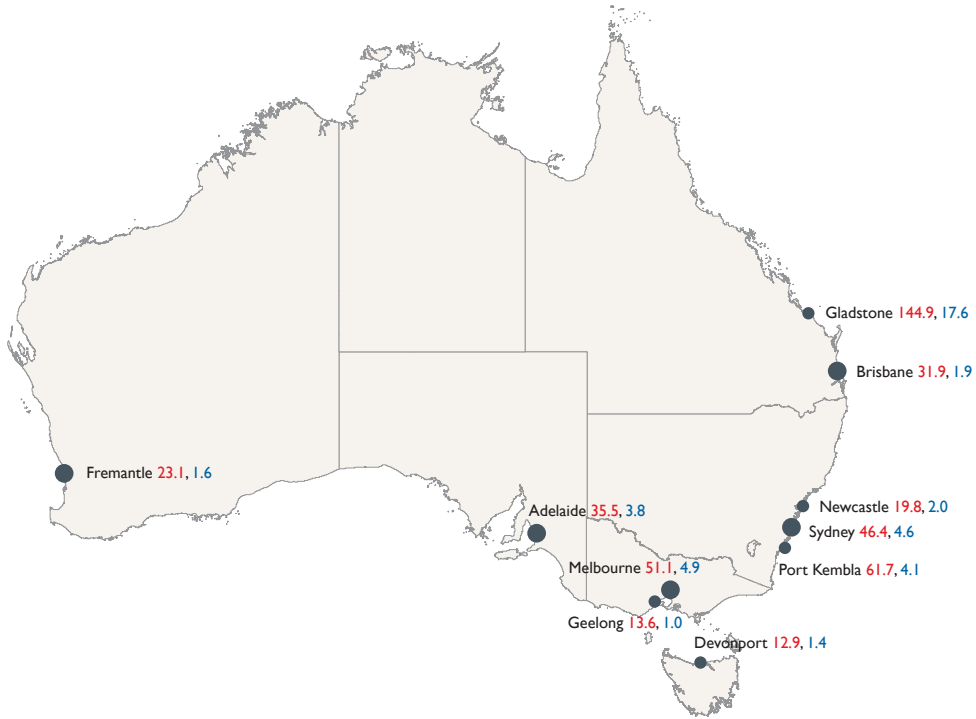 Gladstone 144.9, 17.6
Brisbane 31.9, 1.9
Fremantle 23.1, 1.6
Newcastle 19.8, 2.0
Adelaide 35.5, 3.8
Sydney 46.4, 4.6
Melbourne 51.1, 4.9
Port Kembla 61.7, 4.1
Geelong 13.6, 1.0
Devonport 12.9, 1.4